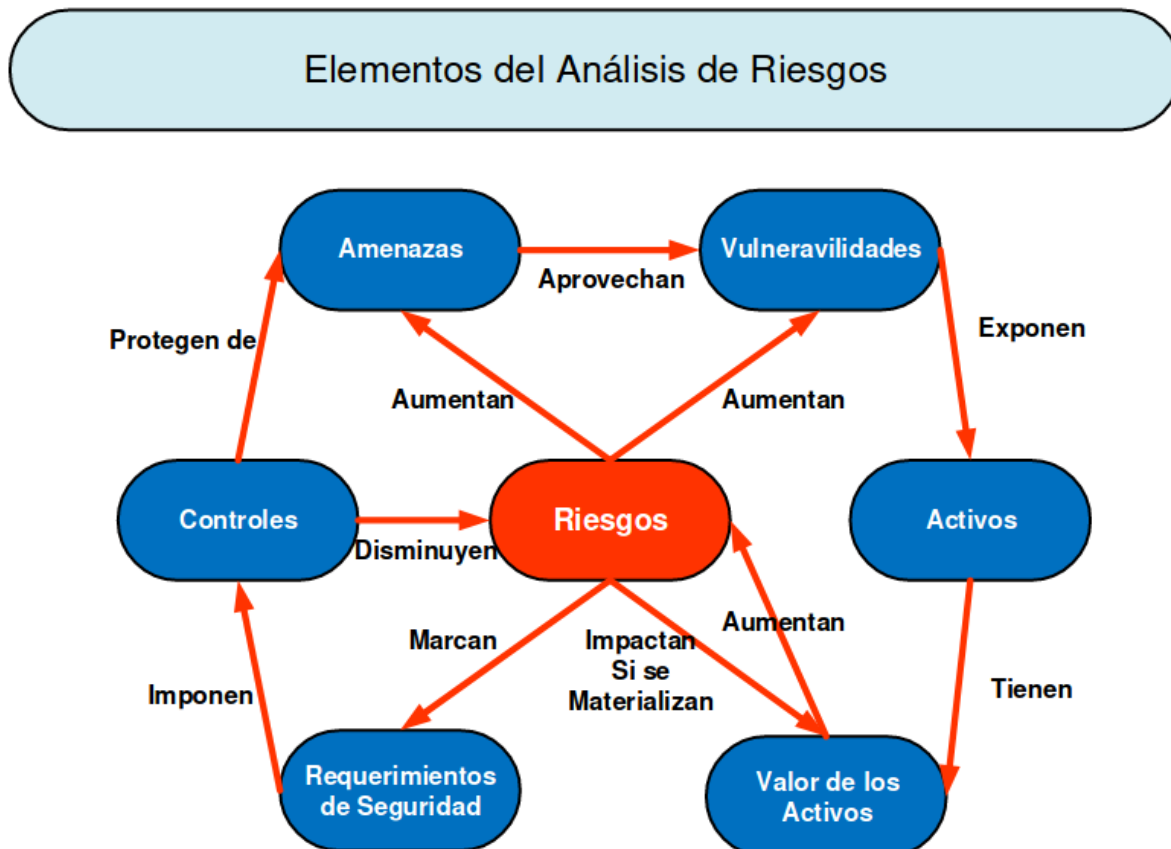 Elementos del Análisis de Riesgos
Amenazas
Aprovechan
Vulneravilidades
Protegen de
Exponen
Aumentan
Aumentan
Controles
Disminuyen
Riesgos
Activos
Marcan
Impactan
Si se
Materializan
Aumentan
Imponen
Tienen
Requerimientos
de Seguridad
Valor de los
Activos